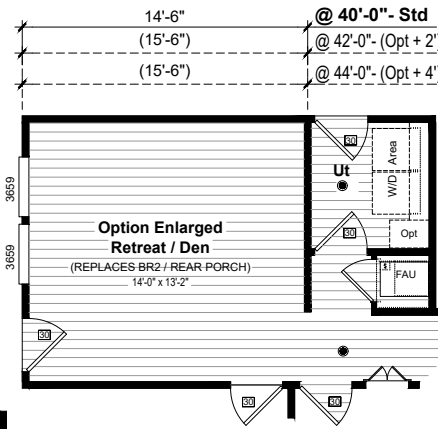 14'-6" @ 40'-0"- Std
(15'-6") @ 42'-0"- (Opt + 2'
(15'-6") @ 44'-0"- (Opt + 4'
30
Area
W/D
Ut
3659
3659
Option Enlarged
Retreat / Den
(REPLACES BR2 / REAR PORCH)
14'-0" x 13'-2"
30
Opt
FAU
30
30
30